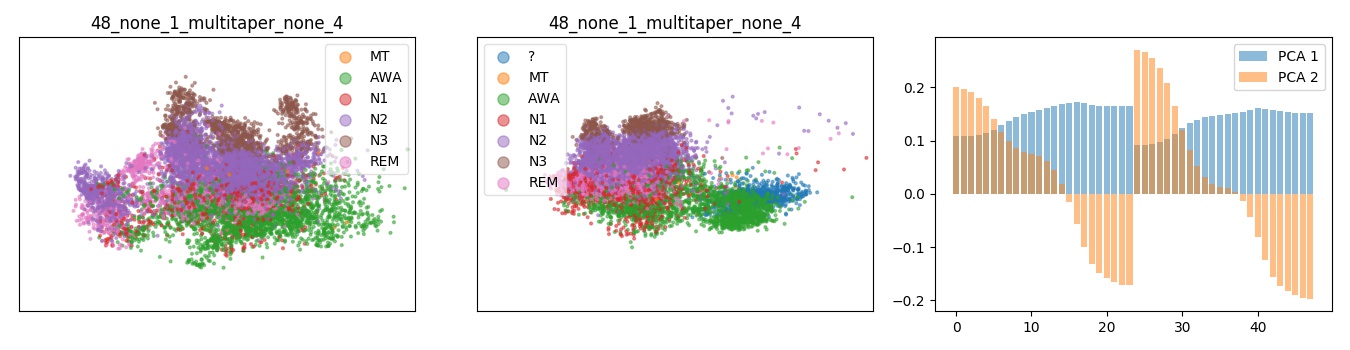 48_none_1_multitaper_none_4
MT
AWA
N1
N2
N3
REM
48_none_1_multitaper_none_4
?
MT
AWA
N1
N2
N3
REM
PCA 1
PCA 2
0.2
0.1
0.0
−0.1
−0.2
0 10 20 30 40